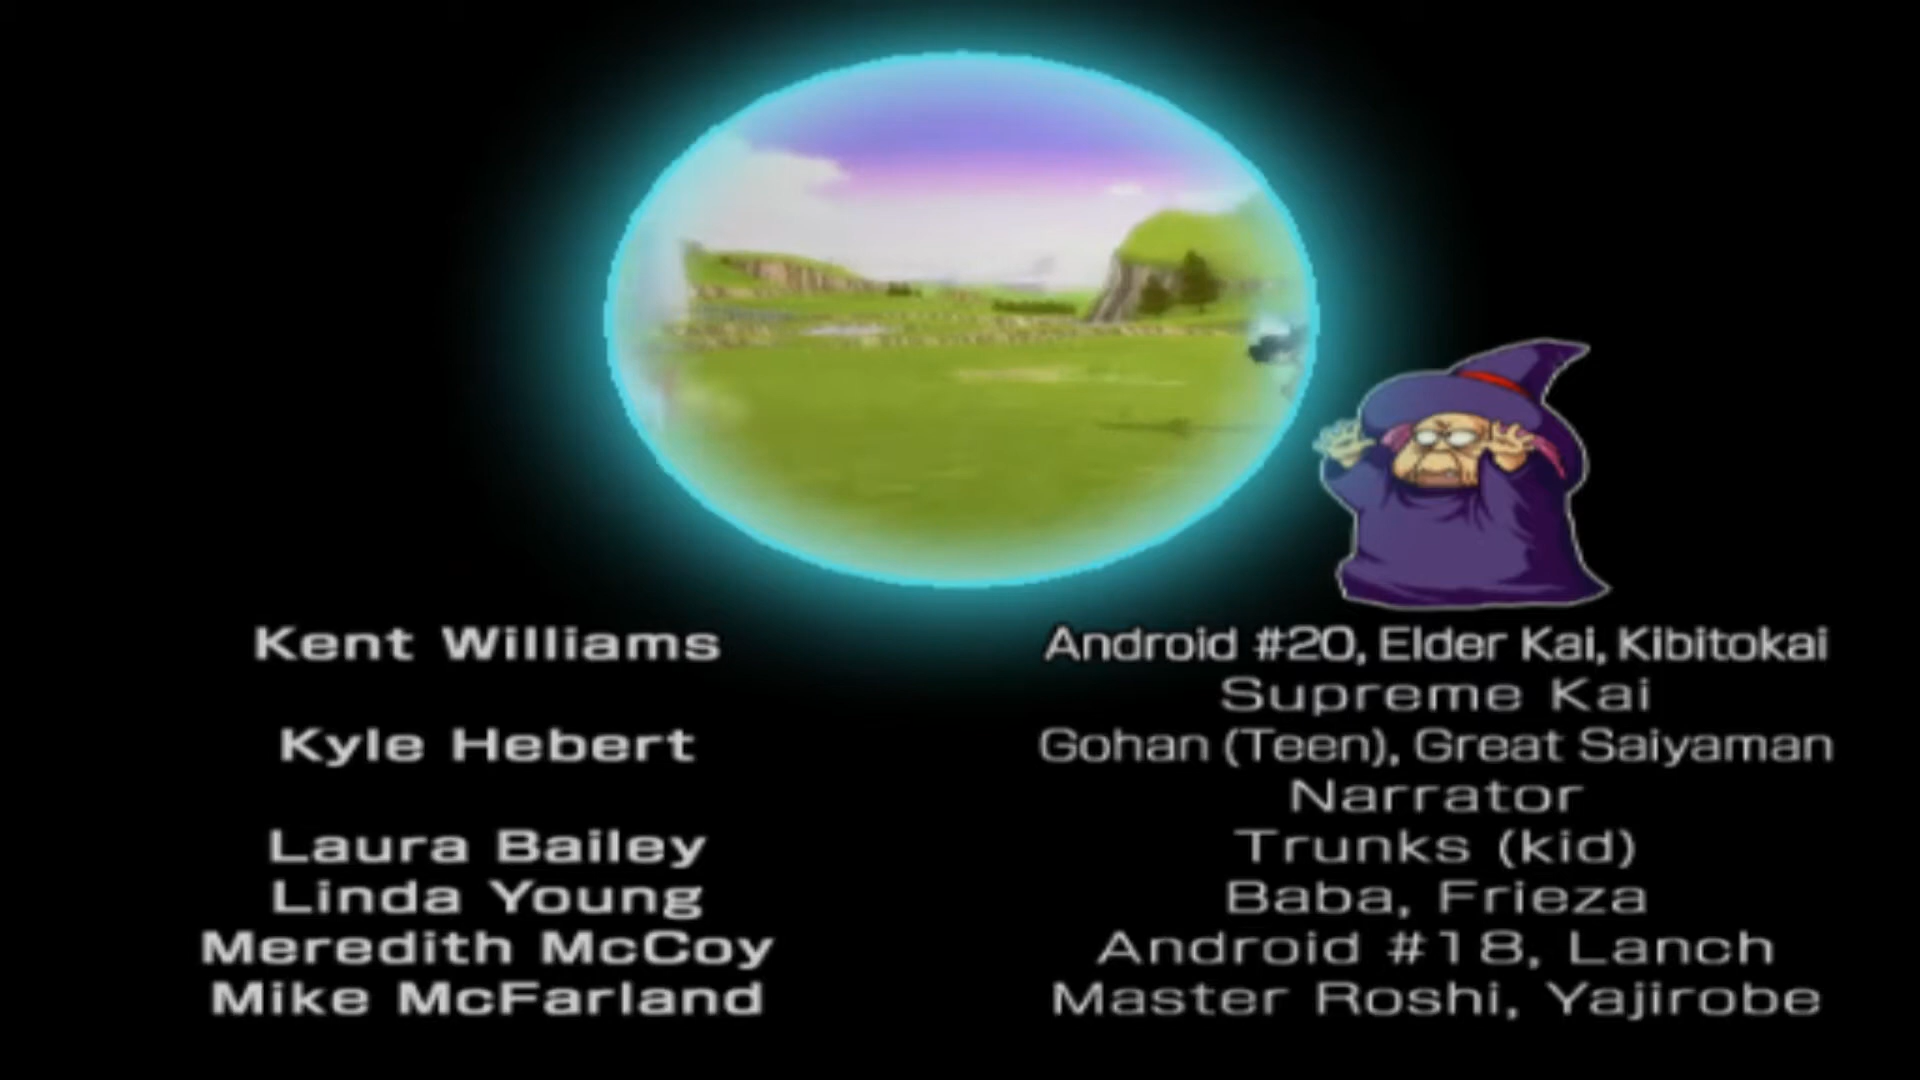 Kent Williams Android #20, Elder Kai, Kibitokai
Supreme Kai
Kyle Hebert Gohan (Teen), Great Saiyaman
Narrator
Laura Bailey Trunks (kid)
Linda Young Baba, Frieza
Meredith McCoy Android #18, Lanch
Mike McFarland Master Roshi, Yajirobe